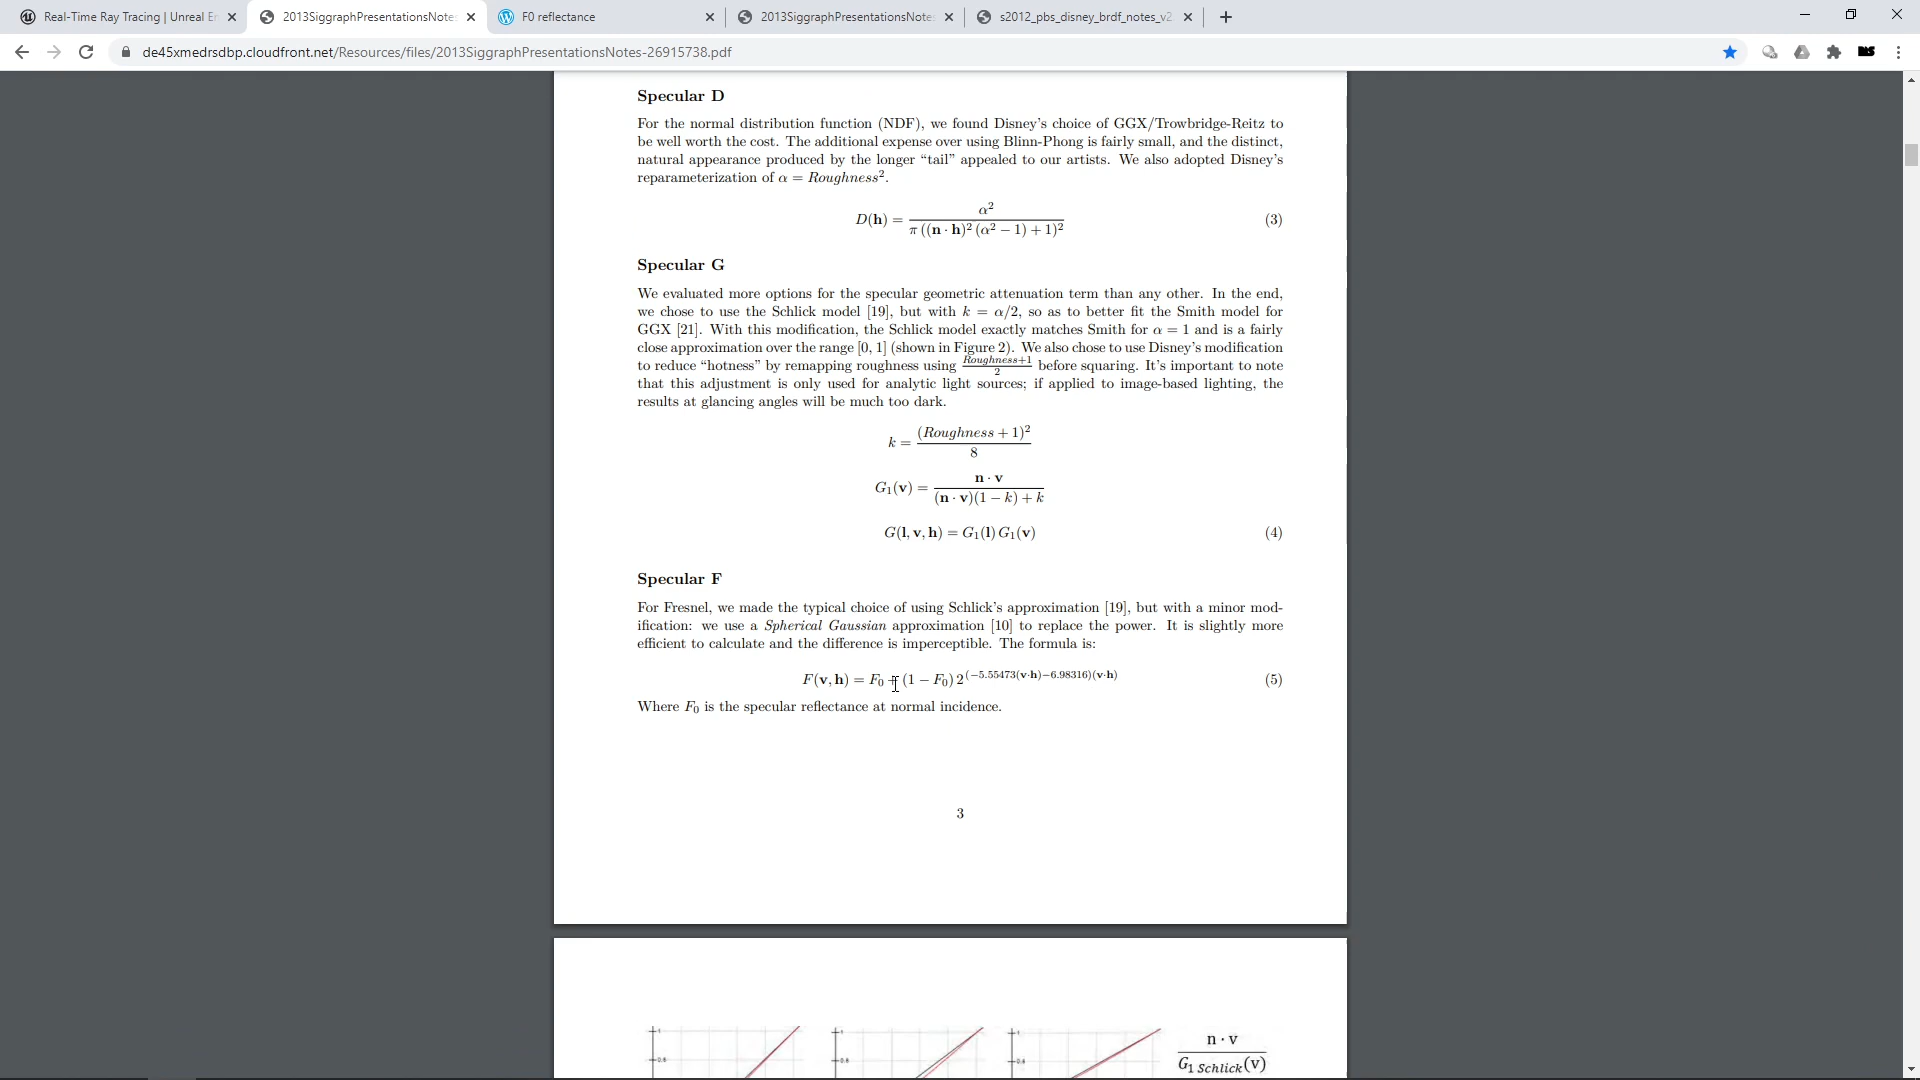 Real-Time Ray Tracing | Unreal En
2013SiggraphPresentationsNote
F0 reflectance
2013SiggraphPresentationsNote
s2012_pbs_disney_brdf_notes_v2
de45xmedrsdbp.cloudfront.net/Resources/files/2013SiggraphPresentationsNotes-26915738.pdf
Specular D
For the normal distribution function (NDF), we found Disney's choice of GGX/Trowbridge-Reitz to
be well worth the cost. The additional expense over using Blinn-Phong is fairly small, and the distinct,
natural appearance produced by the longer “tail” appealed to our artists. We also adopted Disney's
reparameterization of α = Roughness².
D(h) = α² / π ((n · h)² (α² − 1) + 1)² (3)
Specular G
We evaluated more options for the specular geometric attenuation term than any other. In the end,
we chose to use the Schlick model [19], but with k = α/2, so as to better fit the Smith model for
GGX [21]. With this modification, the Schlick model exactly matches Smith for α = 1 and is a fairly
close approximation over the range [0, 1] (shown in Figure 2). We also chose to use Disney's modification
to reduce “hotness” by remapping roughness using Roughness+1 / 2 before squaring. It's important to note
that this adjustment is only used for analytic light sources; if applied to image-based lighting, the
results at glancing angles will be much too dark.
k = (Roughness + 1)² / 8
G₁(v) = n · v / (n · v)(1 − k) + k
G(l, v, h) = G₁(l) G₁(v) (4)
Specular F
For Fresnel, we made the typical choice of using Schlick's approximation [19], but with a minor mod-
ification: we use a Spherical Gaussian approximation [10] to replace the power. It is slightly more
efficient to calculate and the difference is imperceptible. The formula is:
F(v, h) = F₀ + (1 − F₀) 2^(−5.55473(v·h)−6.98316)(v·h) (5)
Where F₀ is the specular reflectance at normal incidence.
3
n · v
G₁ Schlick(v)